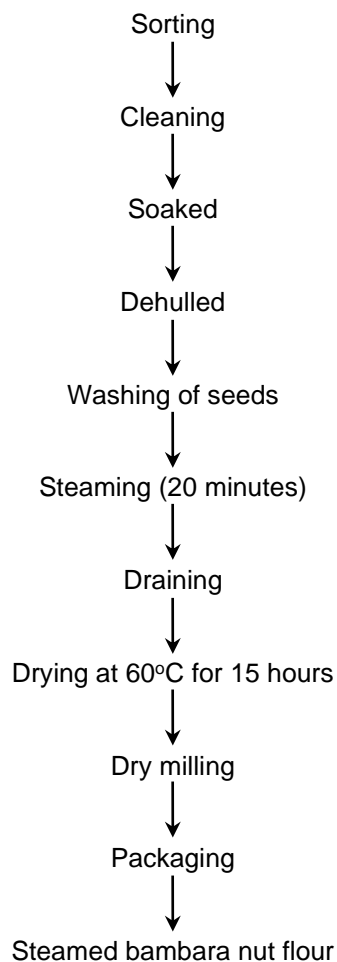 Sorting
Cleaning
Soaked
Dehulled
Washing of seeds
Steaming (20 minutes)
Draining
Drying at 60oC for 15 hours
Dry milling
Packaging
Steamed bambara nut flour